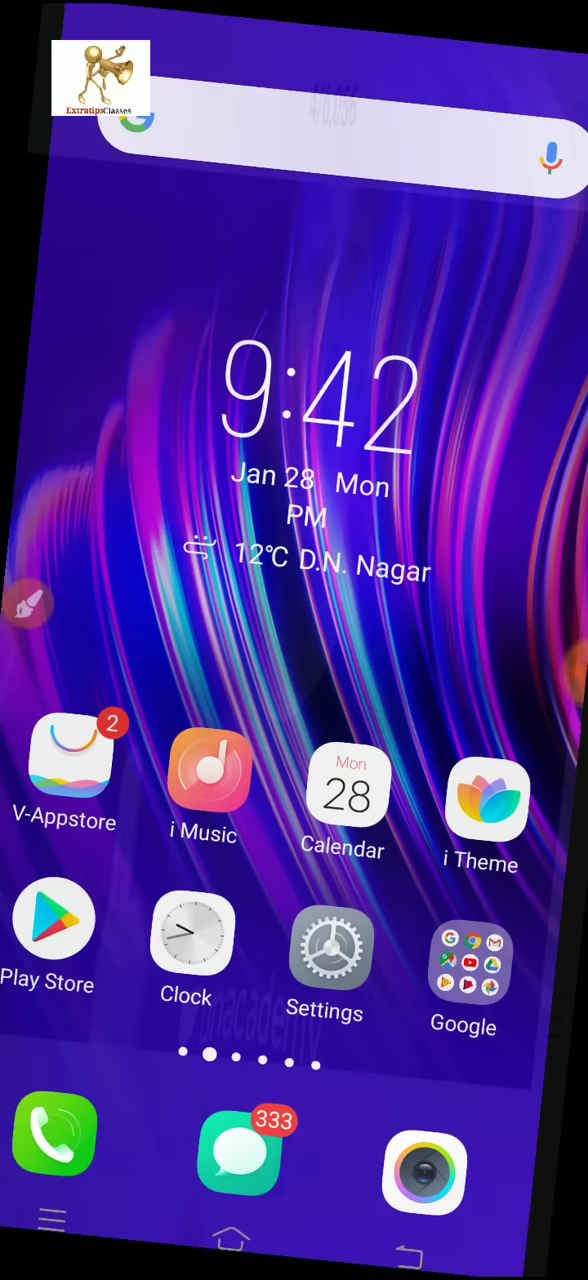 ExtratipsClasses
9:42
Jan 28 Mon
PM
12℃ D.N. Nagar
2
V-Appstore
i Music
Mon
28
Calendar
i Theme
Play Store
Clock
Settings
Google
333